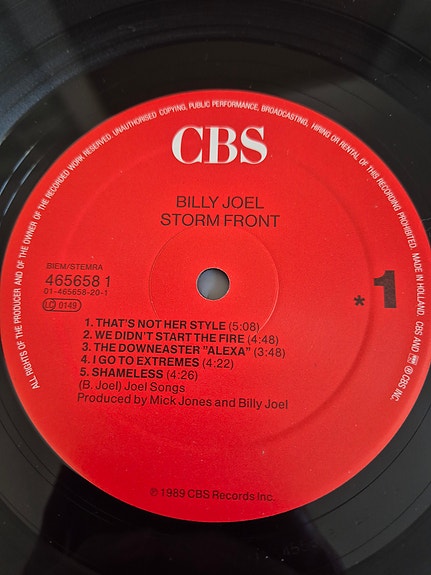 ALL RIGHTS OF THE PRODUCER AND OF THE OWNER OF THE RECORDED WORK RESERVED. UNAUTHORISED COPYING, PUBLIC PERFORMANCE, BROADCASTING, HIRING OR RENTAL OF THIS RECORDING PROHIBITED. MADE IN HOLLAND. CBS AND ℗ CBS INC.
CBS
BILLY JOEL
STORM FRONT
BIEM/STEMRA
465658 1
01-465658-20-1
LC 0149
* 1
1. THAT'S NOT HER STYLE (5:08)
2. WE DIDN'T START THE FIRE (4:48)
3. THE DOWNEASTER "ALEXA" (3:48)
4. I GO TO EXTREMES (4:22)
5. SHAMELESS (4:26)
(B. Joel) Joel Songs
Produced by Mick Jones and Billy Joel
℗ 1989 CBS Records Inc.